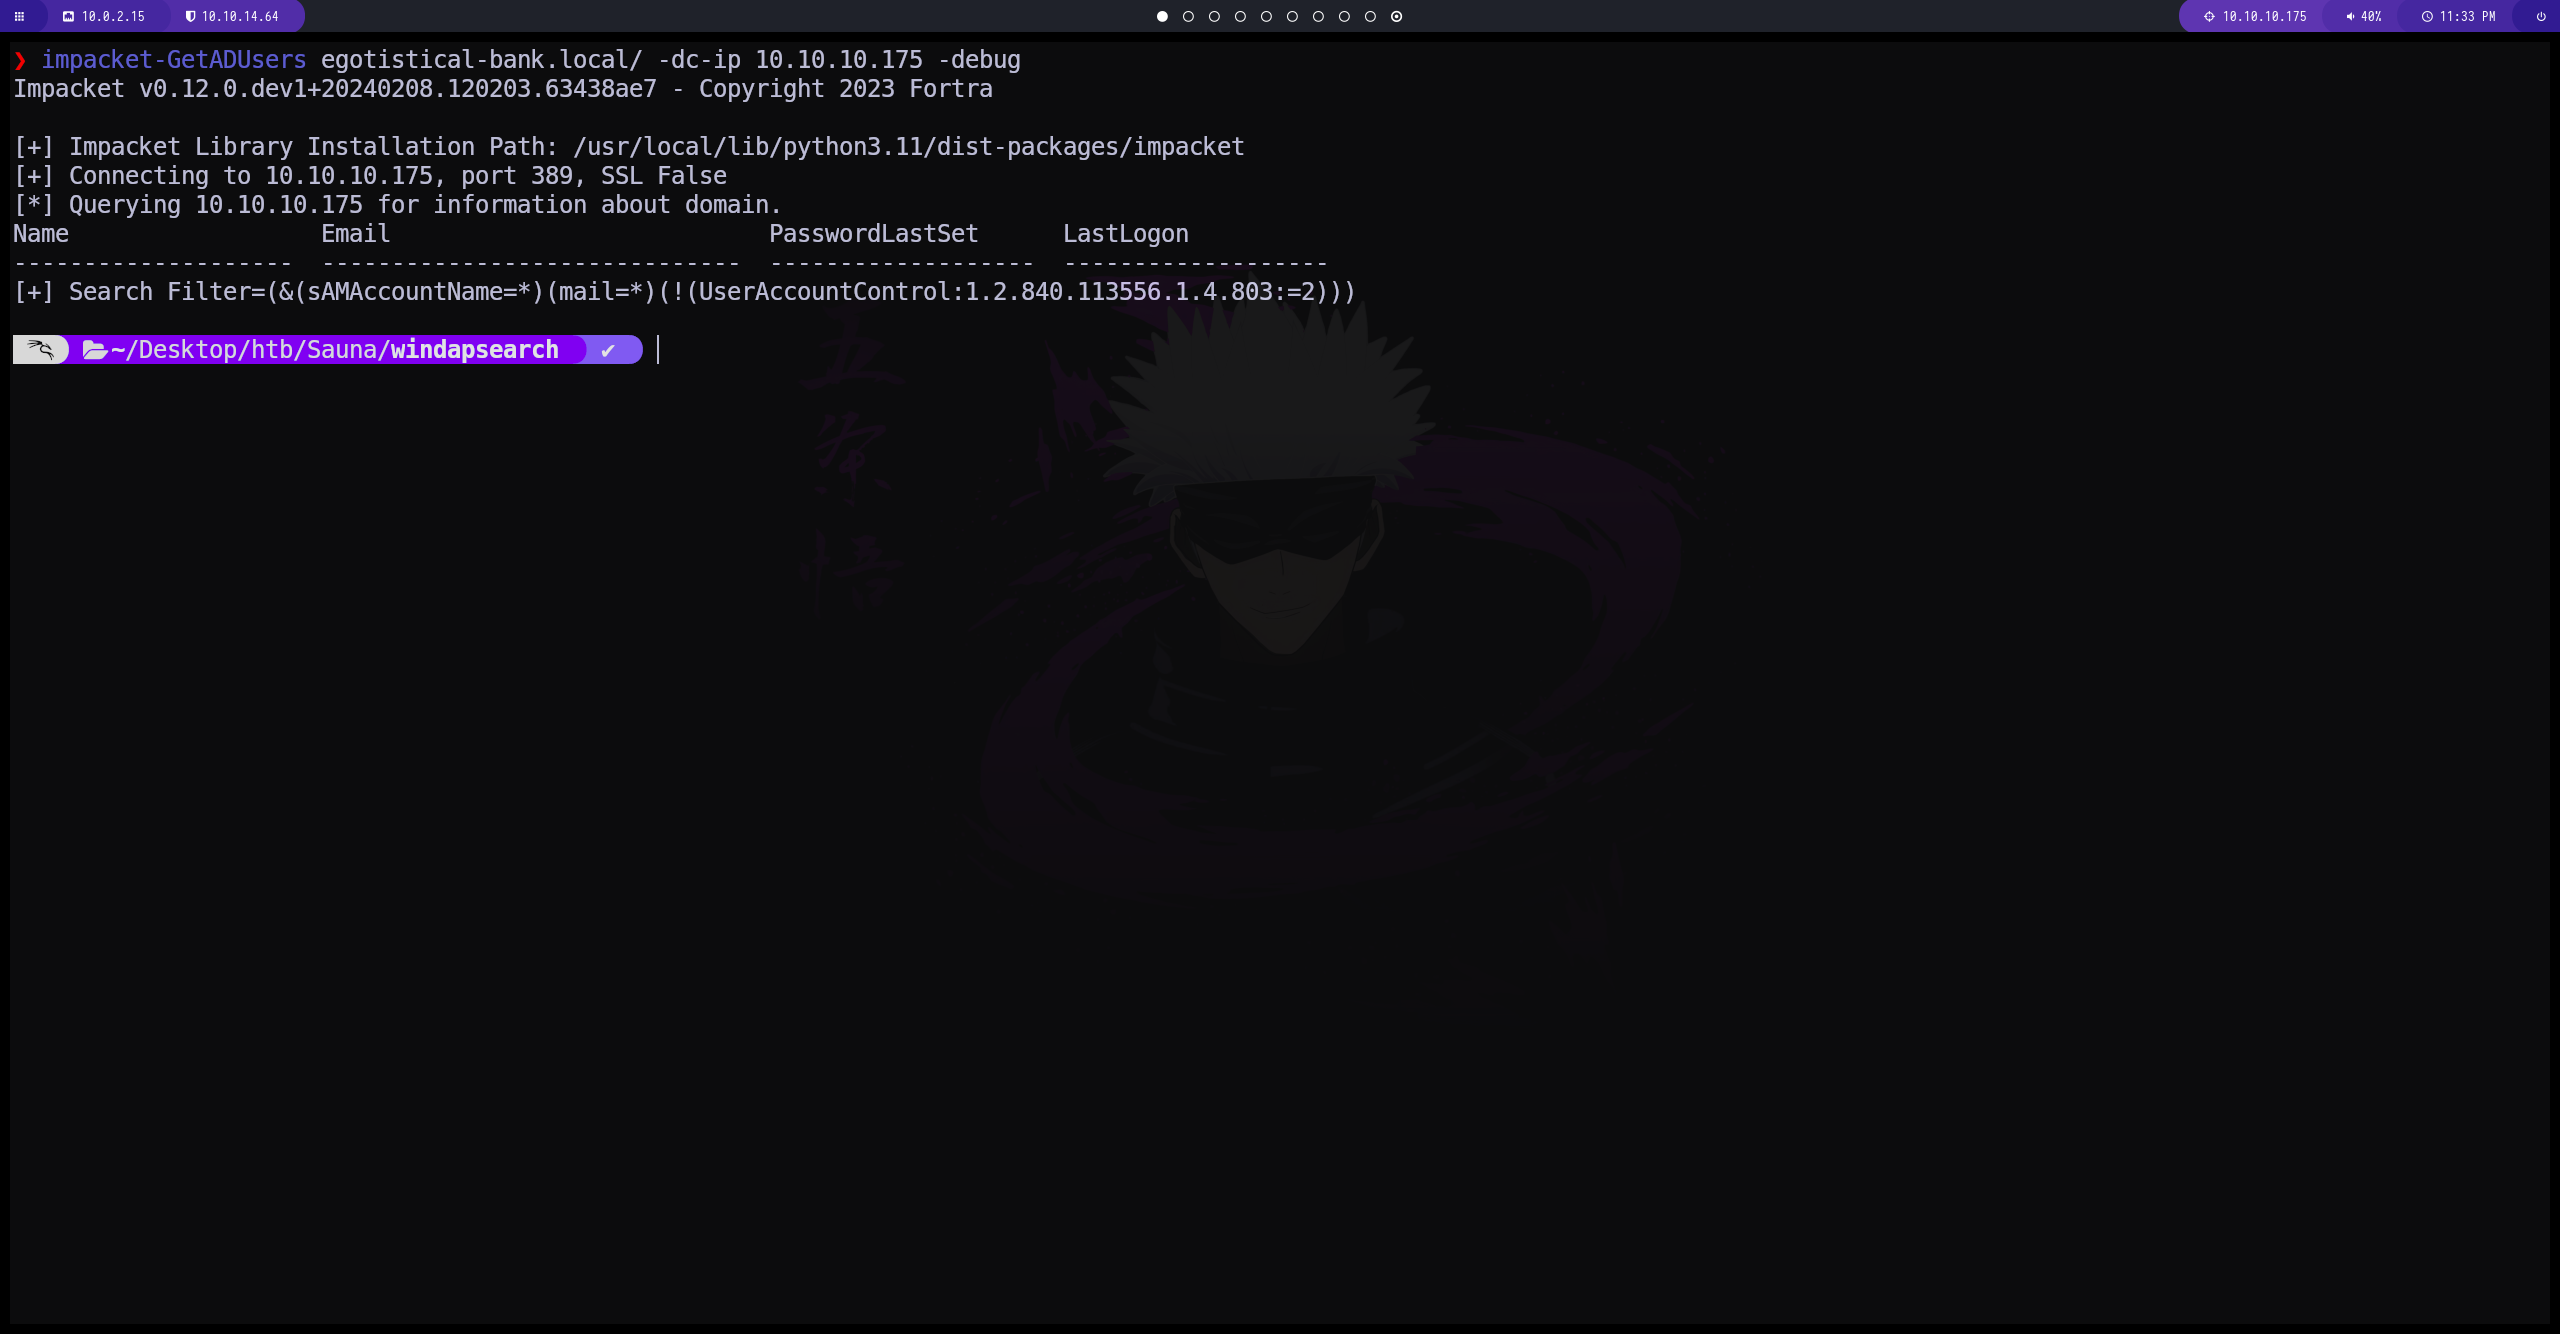 10.0.2.15 10.10.14.64 10.10.10.175 40% 11:33 PM
❯ impacket-GetADUsers egotistical-bank.local/ -dc-ip 10.10.10.175 -debug
Impacket v0.12.0.dev1+20240208.120203.63438ae7 - Copyright 2023 Fortra
[+] Impacket Library Installation Path: /usr/local/lib/python3.11/dist-packages/impacket
[+] Connecting to 10.10.10.175, port 389, SSL False
[*] Querying 10.10.10.175 for information about domain.
Name                  Email                           PasswordLastSet      LastLogon
--------------------  ------------------------------  -------------------  -------------------
[+] Search Filter=(&(sAMAccountName=*)(mail=*)(!(UserAccountControl:1.2.840.113556.1.4.803:=2)))
~/Desktop/htb/Sauna/windapsearch ✔
五
条
悟